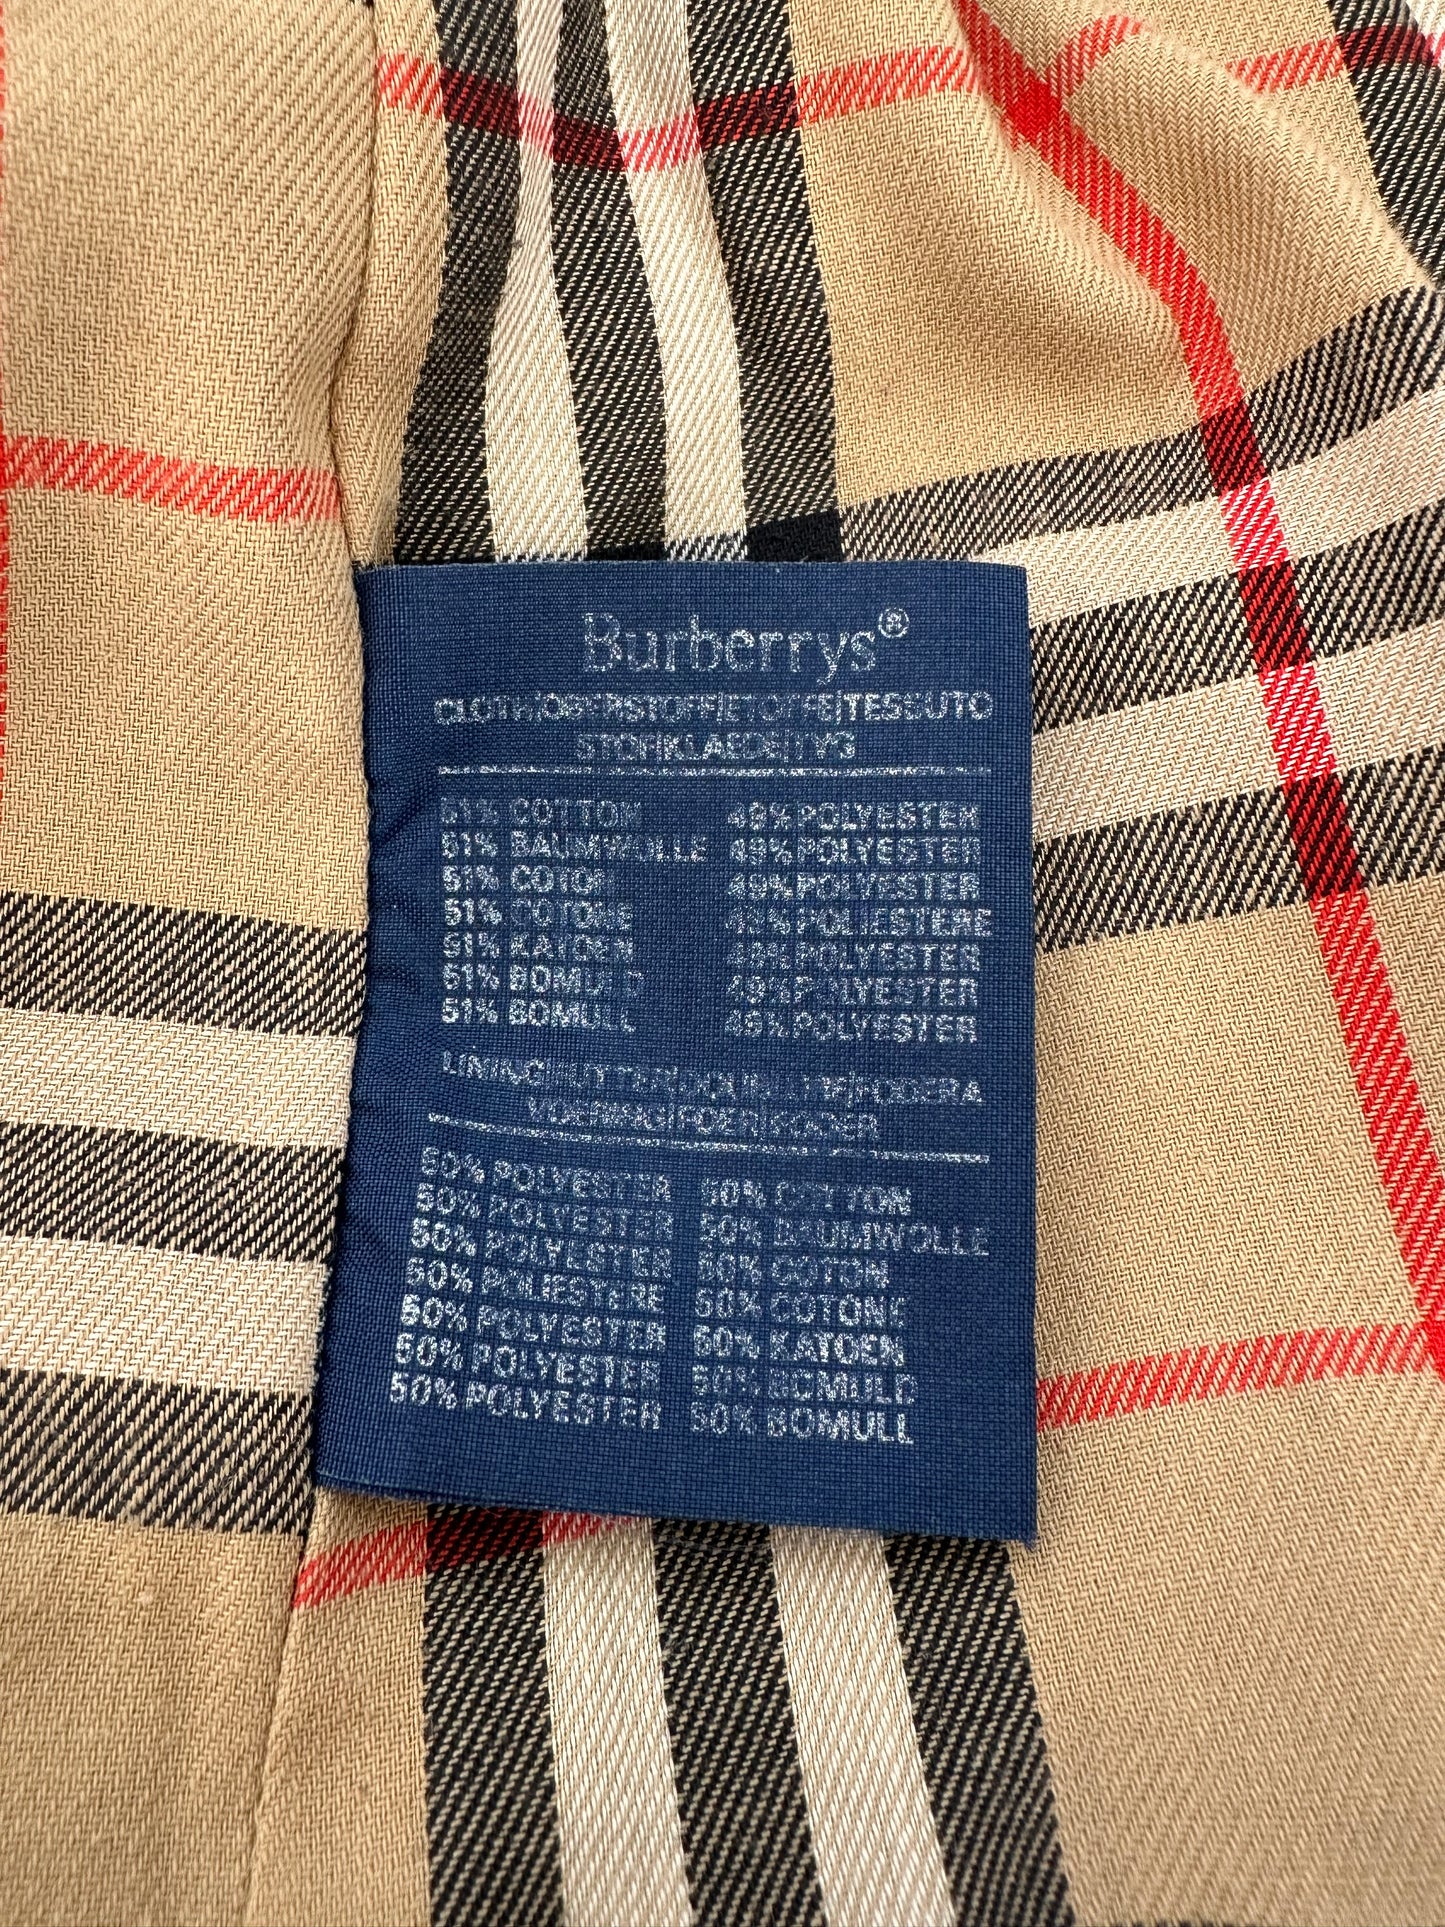 Burberrys®
CLOTH|OBERSTOFF|ETOFFE|TESSUTO
STOF|KLAEDE|TYG
51% COTTON 49% POLYESTER
51% BAUMWOLLE 49% POLYESTER
51% COTON 49% POLYESTER
51% COTONE 49% POLIESTERE
51% KATOEN 49% POLYESTER
51% BOMULD 49% POLYESTER
51% BOMULL 49% POLYESTER
LINING|FUTTER|DOUBLURE|FODERA
VOERING|FOER|FODER
50% POLYESTER 50% COTTON
50% POLYESTER 50% BAUMWOLLE
50% POLYESTER 50% COTON
50% POLIESTERE 50% COTONE
50% POLYESTER 50% KATOEN
50% POLYESTER 50% BOMULD
50% POLYESTER 50% BOMULL